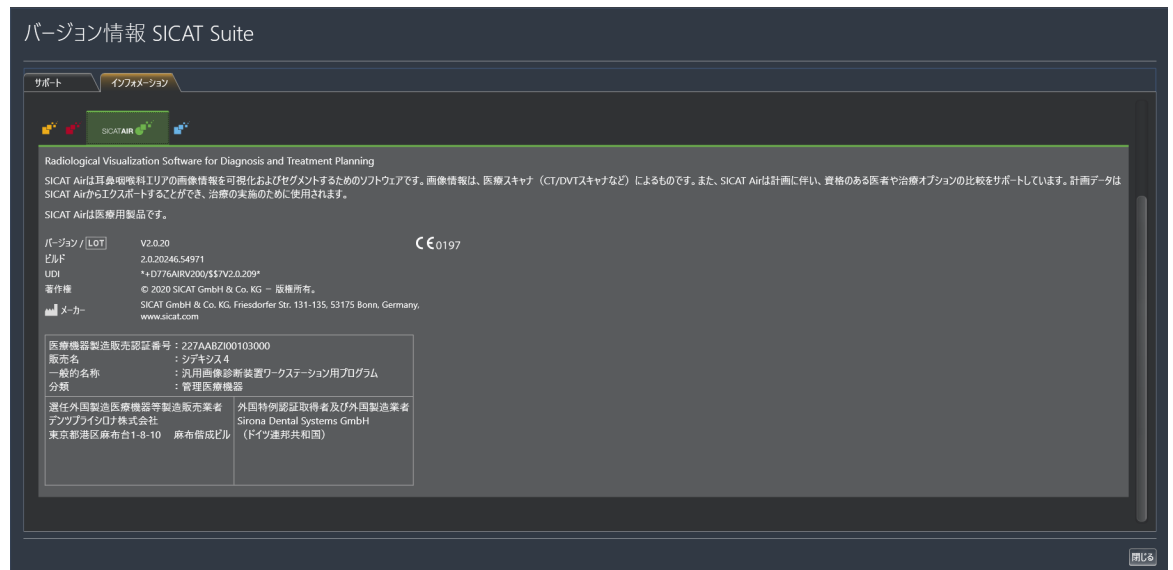 バージョン情報 SICAT Suite
サポート
インフォメーション
SICATAIR
Radiological Visualization Software for Diagnosis and Treatment Planning
SICAT Airは耳鼻咽喉科エリアの画像情報を可視化およびセグメントするためのソフトウェアです。画像情報は、医療スキャナ（CT/DVTスキャナなど）によるものです。また、SICAT Airは計画に伴い、資格のある医者や治療オプションの比較をサポートしています。計画データは
SICAT Airからエクスポートすることができ、治療の実施のために使用されます。
SICAT Airは医療用製品です。
バージョン / LOT V2.0.20 CE0197
ビルド 2.0.20246.54971
UDI *+D776AIRV200/$$7V2.0.209*
著作権 © 2020 SICAT GmbH & Co. KG – 版権所有。
メーカー SICAT GmbH & Co. KG, Friesdorfer Str. 131-135, 53175 Bonn, Germany,
www.sicat.com
医療機器製造販売認証番号：227AABZI00103000
販売名 ：シデキシス４
一般的名称 ：汎用画像診断装置ワークステーション用プログラム
分類 ：管理医療機器
選任外国製造医療機器等製造販売業者
デンツプライシロナ株式会社
東京都港区麻布台1-8-10 麻布偕成ビル
外国特例認証取得者及び外国製造業者
Sirona Dental Systems GmbH
（ドイツ連邦共和国）
閉じる